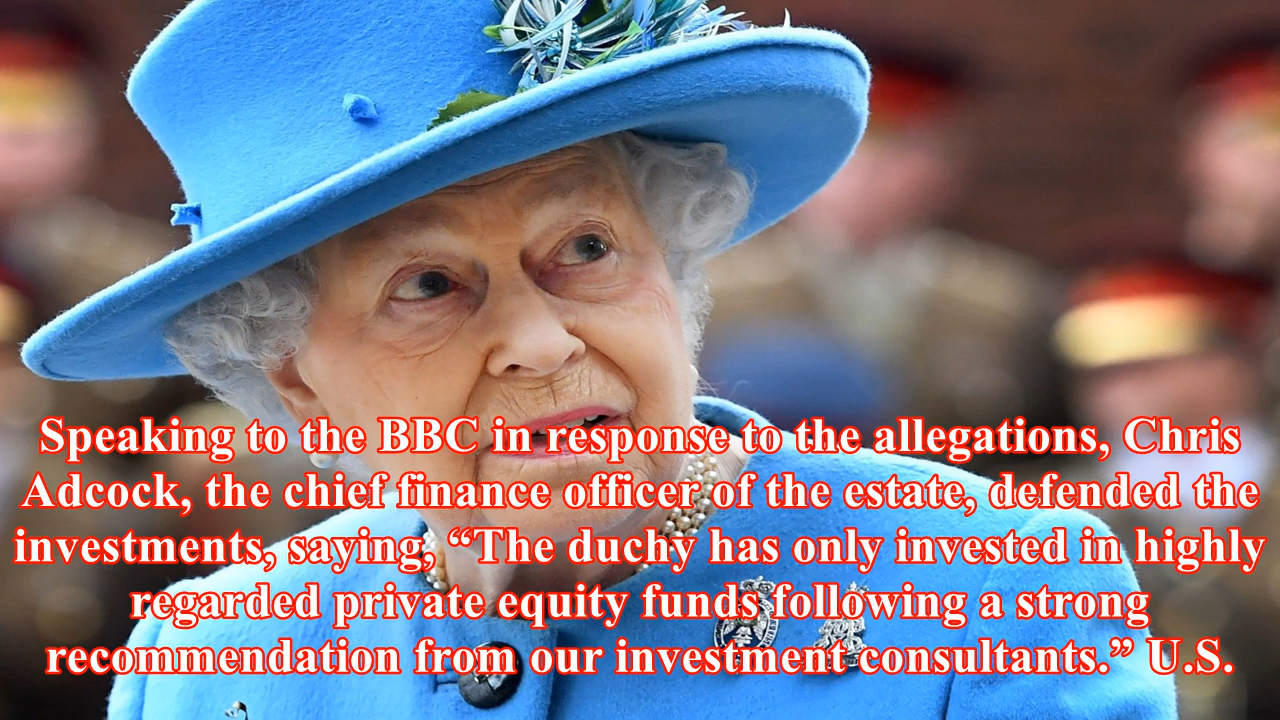 Speaking to the BBC in response to the allegations, Chris
Adcock, the chief finance officer of the estate, defended the
investments, saying, “The duchy has only invested in highly
regarded private equity funds following a strong
recommendation from our investment consultants.” U.S.